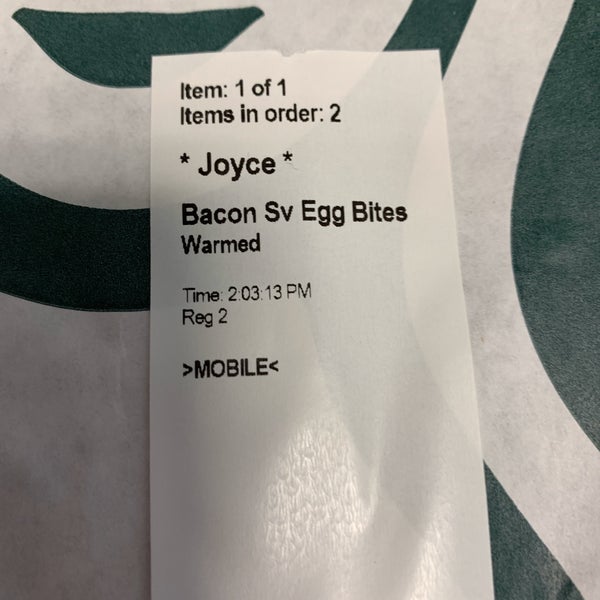 Item: 1 of 1
Items in order: 2
* Joyce *
Bacon Sv Egg Bites
Warmed
Time: 2:03:13 PM
Reg 2
>MOBILE<